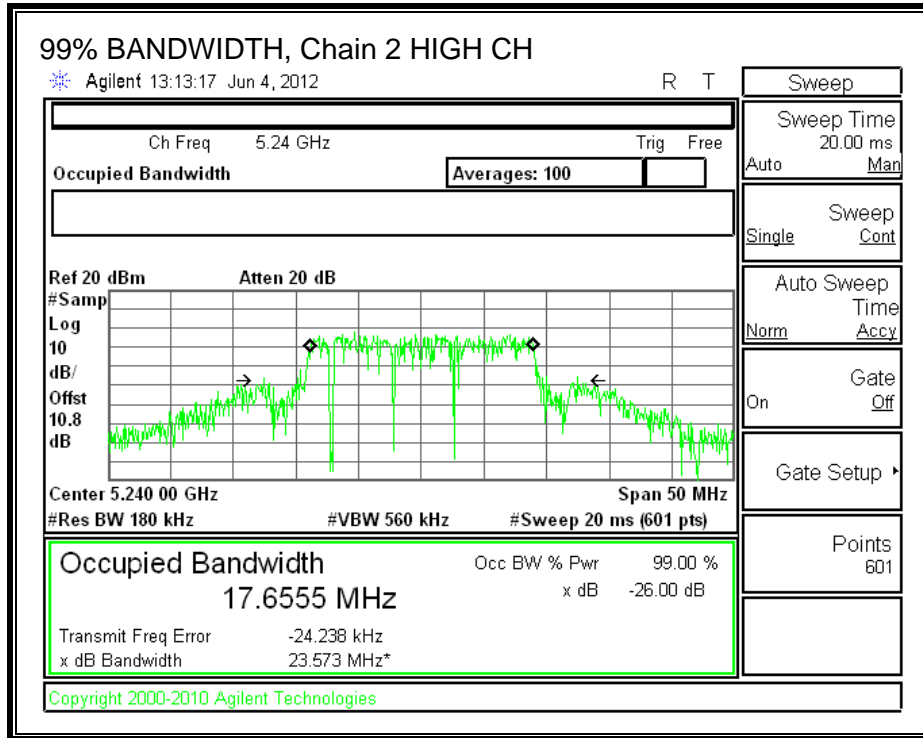 99% BANDWIDTH, Chain 2 HIGH CH
Agilent 13:13:17 Jun 4, 2012 R T
Ch Freq 5.24 GHz Trig Free
Occupied Bandwidth Averages: 100
Ref 20 dBm Atten 20 dB
#Samp
Log
10
dB/
Offst
10.8
dB
Center 5.240 00 GHz Span 50 MHz
#Res BW 180 kHz #VBW 560 kHz #Sweep 20 ms (601 pts)
Occupied Bandwidth Occ BW % Pwr 99.00 %
17.6555 MHz x dB -26.00 dB
Transmit Freq Error -24.238 kHz
x dB Bandwidth 23.573 MHz*
Copyright 2000-2010 Agilent Technologies
Sweep
Sweep Time
20.00 ms
Auto Man
Sweep
Single Cont
Auto Sweep
Time
Norm Accy
Gate
On Off
Gate Setup
Points
601